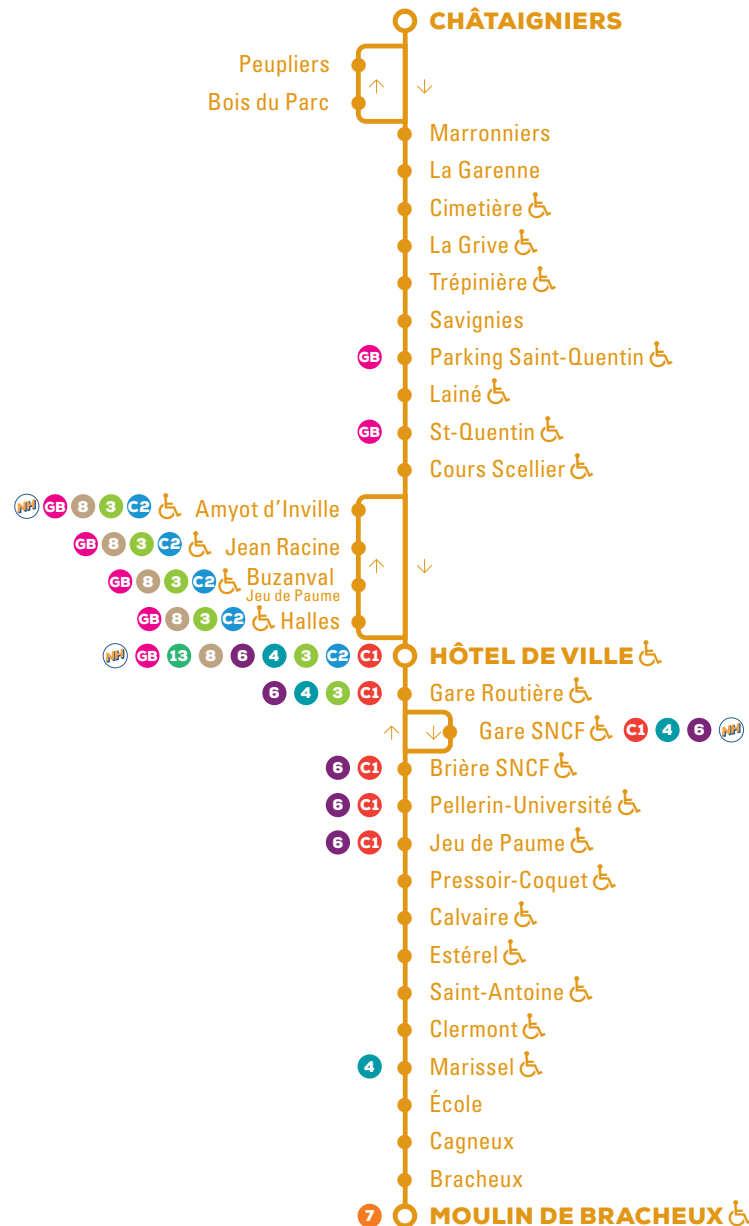 CHÂTAIGNIERS
Peupliers
Bois du Parc
Marronniers
La Garenne
Cimetière
La Grive
Trépinière
Savignies
GB Parking Saint-Quentin
Lainé
GB St-Quentin
Cours Scellier
NH GB 8 3 C2 Amyot d’Inville
GB 8 3 C2 Jean Racine
GB 8 3 C2 Buzanval
Jeu de Paume
GB 8 3 C2 Halles
NH GB 13 8 6 4 3 C2 C1 HÔTEL DE VILLE
6 4 3 C1 Gare Routière
Gare SNCF C1 4 6 NH
6 C1 Brière SNCF
6 C1 Pellerin-Université
6 C1 Jeu de Paume
Pressoir-Coquet
Calvaire
Estérel
Saint-Antoine
Clermont
4 Marissel
École
Cagneux
Bracheux
7 MOULIN DE BRACHEUX